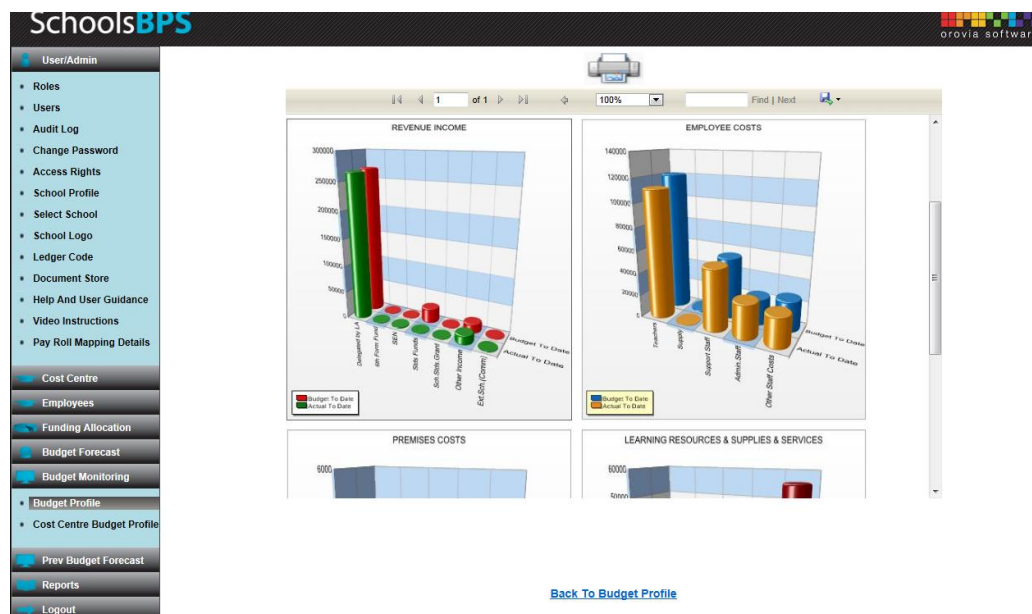 SchoolsBPS
orovia softwar
User/Admin
Roles
Users
Audit Log
Change Password
Access Rights
School Profile
Select School
School Logo
Ledger Code
Document Store
Help And User Guidance
Video Instructions
Pay Roll Mapping Details
Cost Centre
Employees
Funding Allocation
Budget Forecast
Budget Monitoring
Budget Profile
Cost Centre Budget Profile
Prev Budget Forecast
Reports
Logout
1 of 1 100% Find | Next
REVENUE INCOME
300000
250000
200000
150000
100000
50000
0
Delegated by LA
6th Form Fund
SEN
Stds Funds
Sch.Stds.Grant
Other Income
Ext Sch.(Comm)
Budget To Date
Actual To Date
Budget To Date
Actual To Date
EMPLOYEE COSTS
140000
120000
100000
80000
60000
40000
20000
0
Teachers
Supply
Support Staff
Admin.Staff
Other Staff Costs
Budget To Date
Actual To Date
Budget To Date
Actual To Date
PREMISES COSTS
6000
LEARNING RESOURCES & SUPPLIES & SERVICES
60000
50000
Back To Budget Profile